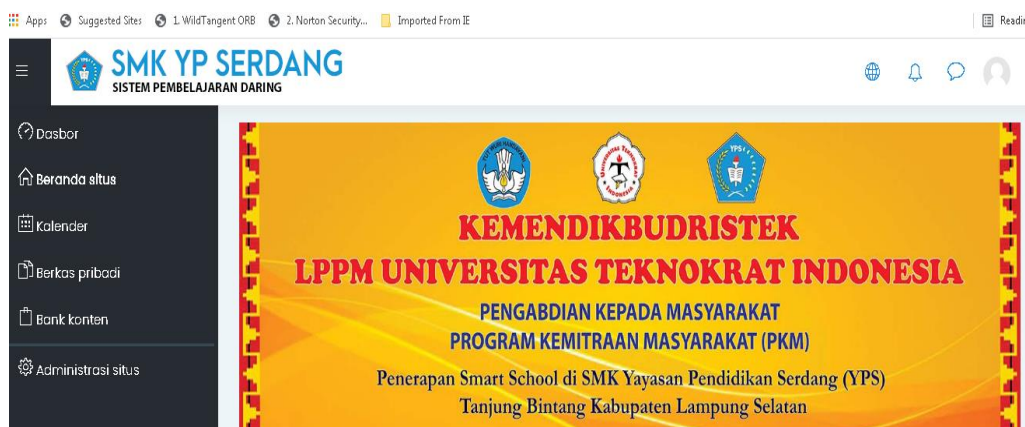 Apps Suggested Sites 1. WildTangent ORB 2. Norton Security... Imported From IE Readin
SMK YP SERDANG
SISTEM PEMBELAJARAN DARING
Dasbor
Beranda situs
Kalender
Berkas pribadi
Bank konten
Administrasi situs
KEMENDIKBUDRISTEK
LPPM UNIVERSITAS TEKNOKRAT INDONESIA
PENGABDIAN KEPADA MASYARAKAT
PROGRAM KEMITRAAN MASYARAKAT (PKM)
Penerapan Smart School di SMK Yayasan Pendidikan Serdang (YPS)
Tanjung Bintang Kabupaten Lampung Selatan